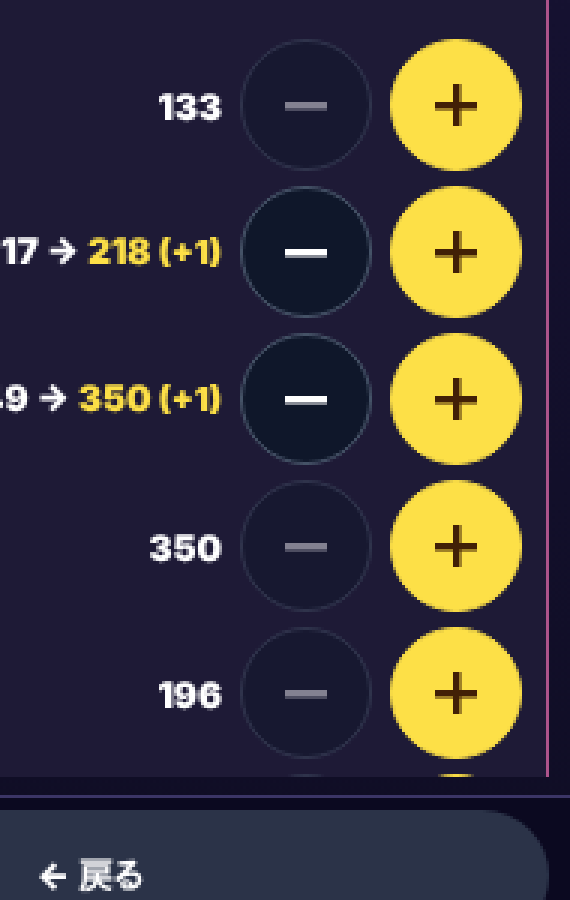 133 − +
17 → 218 (+1) − +
9 → 350 (+1) − +
350 − +
196 − +
← 戻る